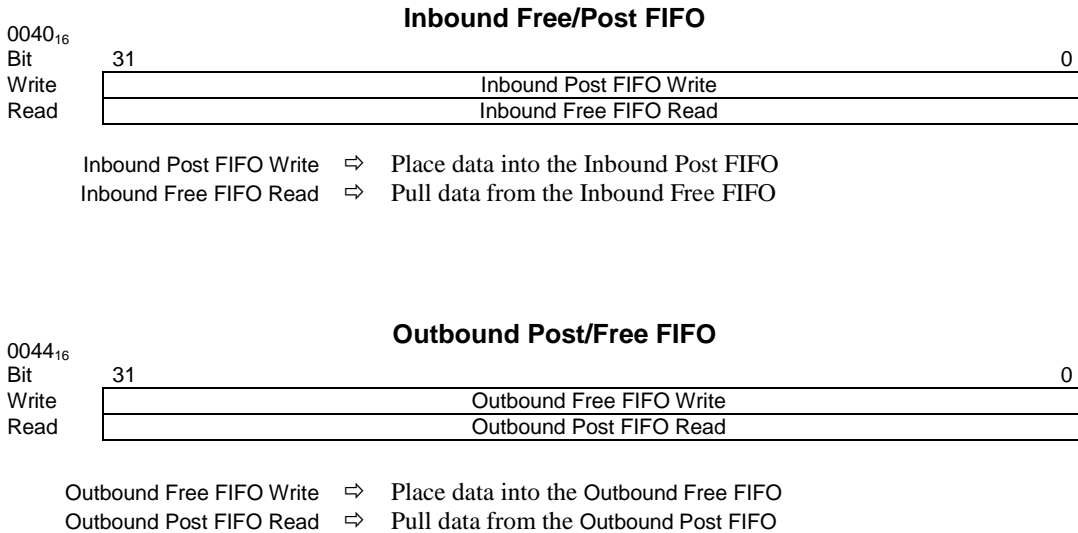 Inbound Free/Post FIFO
0040₁₆
Bit 31 0
Write Inbound Post FIFO Write
Read Inbound Free FIFO Read
Inbound Post FIFO Write ⇨ Place data into the Inbound Post FIFO
Inbound Free FIFO Read ⇨ Pull data from the Inbound Free FIFO
Outbound Post/Free FIFO
0044₁₆
Bit 31 0
Write Outbound Free FIFO Write
Read Outbound Post FIFO Read
Outbound Free FIFO Write ⇨ Place data into the Outbound Free FIFO
Outbound Post FIFO Read ⇨ Pull data from the Outbound Post FIFO